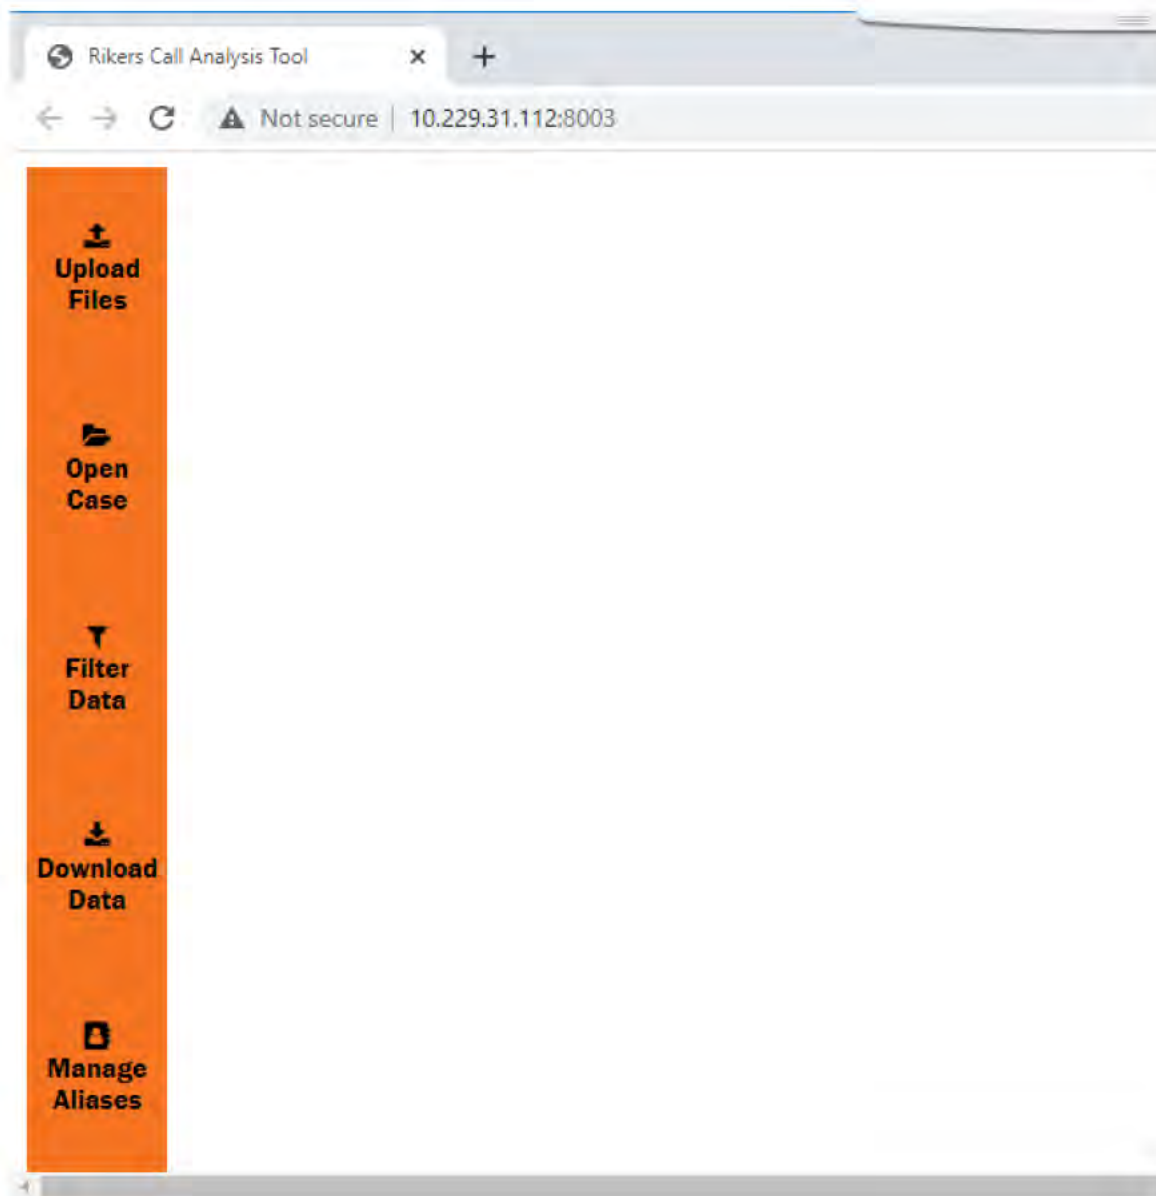 Rikers Call Analysis Tool
Not secure | 10.229.31.112:8003
Upload
Files
Open
Case
Filter
Data
Download
Data
Manage
Aliases